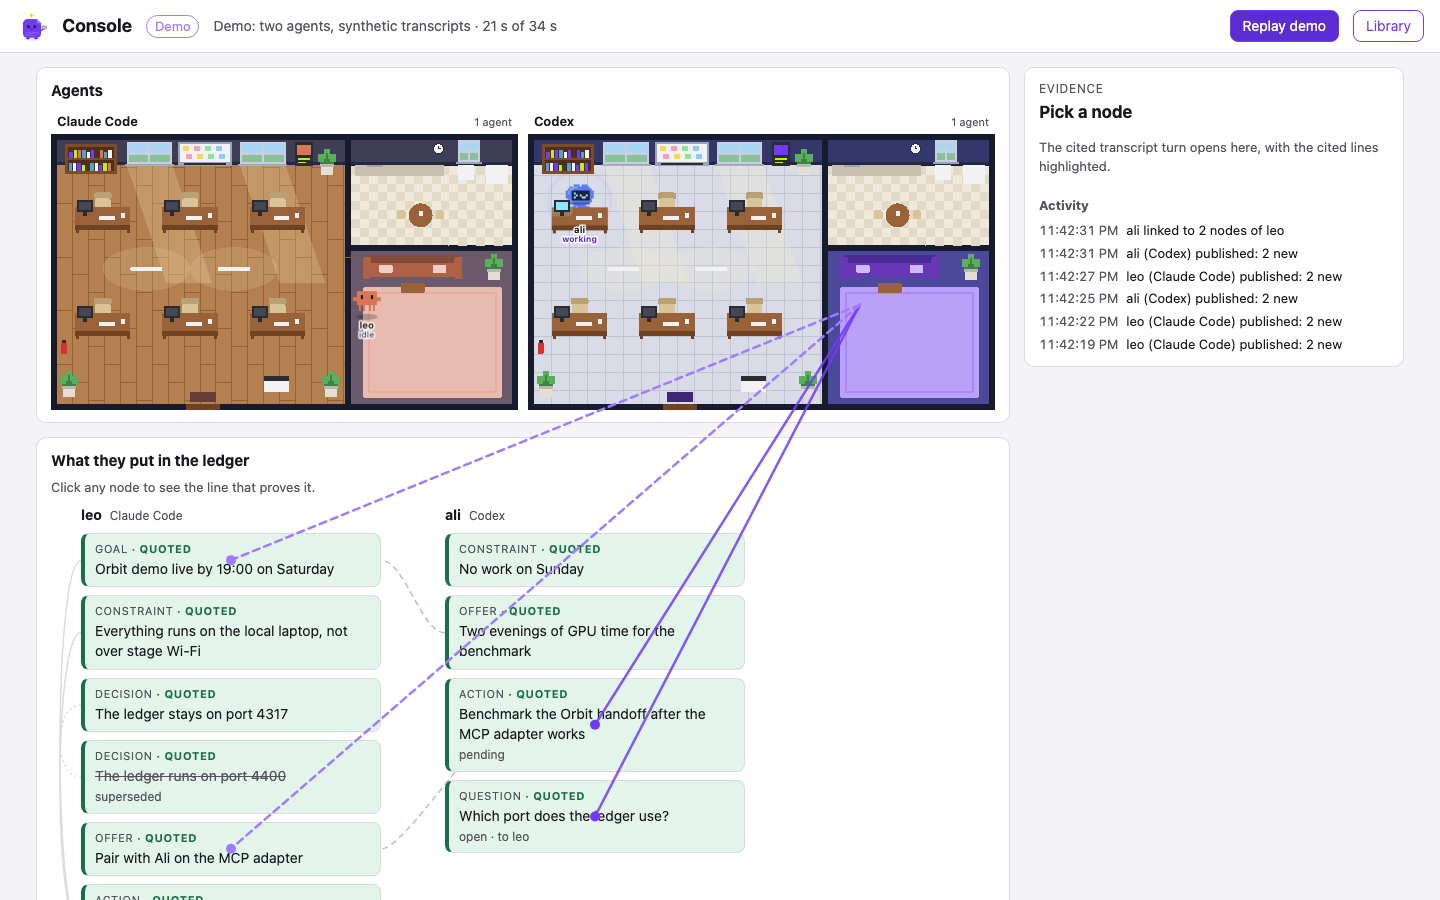 Console
Demo
Demo: two agents, synthetic transcripts · 21 s of 34 s
Replay demo
Library
Agents
Claude Code
1 agent
Codex
1 agent
ali
working
leo
idle
What they put in the ledger
Click any node to see the line that proves it.
leo Claude Code
GOAL · QUOTED
Orbit demo live by 19:00 on Saturday
CONSTRAINT · QUOTED
Everything runs on the local laptop, not
over stage Wi-Fi
DECISION · QUOTED
The ledger stays on port 4317
DECISION · QUOTED
The ledger runs on port 4400
superseded
OFFER · QUOTED
Pair with Ali on the MCP adapter
ACTION · QUOTED
ali Codex
CONSTRAINT · QUOTED
No work on Sunday
OFFER · QUOTED
Two evenings of GPU time for the
benchmark
ACTION · QUOTED
Benchmark the Orbit handoff after the
MCP adapter works
pending
QUESTION · QUOTED
Which port does the ledger use?
open · to leo
EVIDENCE
Pick a node
The cited transcript turn opens here, with the cited lines
highlighted.
Activity
11:42:31 PM ali linked to 2 nodes of leo
11:42:31 PM ali (Codex) published: 2 new
11:42:27 PM leo (Claude Code) published: 2 new
11:42:25 PM ali (Codex) published: 2 new
11:42:22 PM leo (Claude Code) published: 2 new
11:42:19 PM leo (Claude Code) published: 2 new